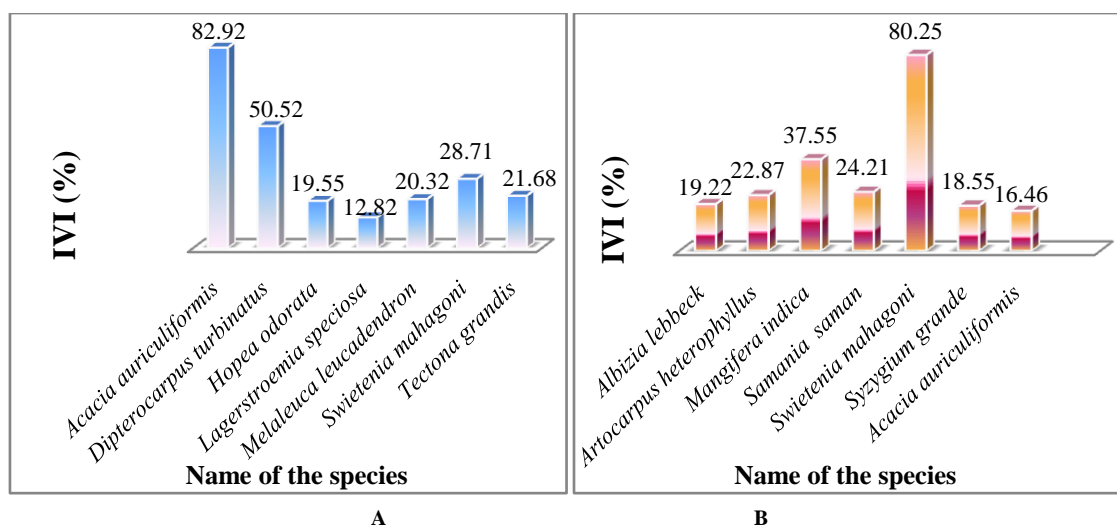 82.92
50.52
19.55
12.82
20.32
28.71
21.68
IVI (%)
Acacia auriculiformis
Dipterocarpus turbinatus
Hopea odorata
Lagerstroemia speciosa
Melaleuca leucadendron
Swietenia mahagoni
Tectona grandis
Name of the species
A
19.22
22.87
37.55
24.21
80.25
18.55
16.46
IVI (%)
Albizia lebbeck
Artocarpus heterophyllus
Mangifera indica
Samania saman
Swietenia mahagoni
Syzygium grande
Acacia auriculiformis
Name of the species
B